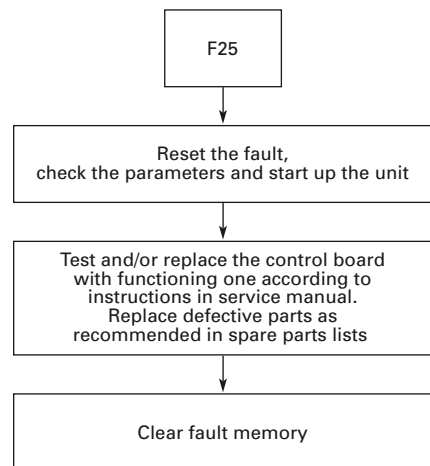 F25
Reset the fault,
check the parameters and start up the unit
Test and/or replace the control board
with functioning one according to
instructions in service manual.
Replace defective parts as
recommended in spare parts lists
Clear fault memory